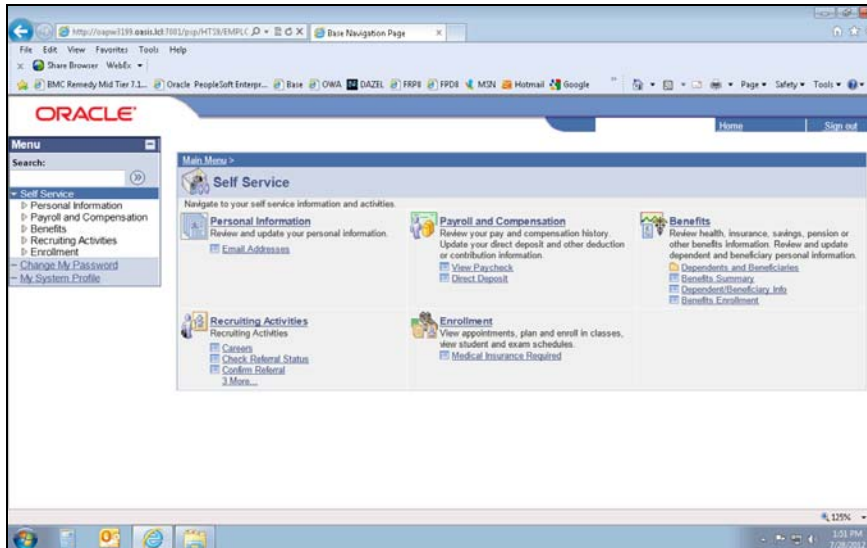 Base Navigation Page
File Edit View Favorites Tools Help
Share Browser WebEx
BMC Remedy Mid Tier 7.1... Oracle PeopleSoft Enterpr... Base OWA DAZEL FRP8 FPD8 MSN Hotmail Google Page Safety Tools
ORACLE
Home Sign out
Menu
Search:
Self Service
Personal Information
Payroll and Compensation
Benefits
Recruiting Activities
Enrollment
Change My Password
My System Profile
Main Menu >
Self Service
Navigate to your self service information and activities.
Personal Information
Review and update your personal information.
Email Addresses
Payroll and Compensation
Review your pay and compensation history.
Update your direct deposit and other deduction
or contribution information.
View Paycheck
Direct Deposit
Benefits
Review health, insurance, savings, pension or
other benefits information. Review and update
dependent and beneficiary personal information.
Dependents and Beneficiaries
Benefits Summary
Dependent/Beneficiary Info
Benefits Enrollment
Recruiting Activities
Recruiting Activities
Careers
Check Referral Status
Confirm Referral
3 More...
Enrollment
View appointments, plan and enroll in classes,
view student and exam schedules.
Medical Insurance Required
125%
1:51 PM